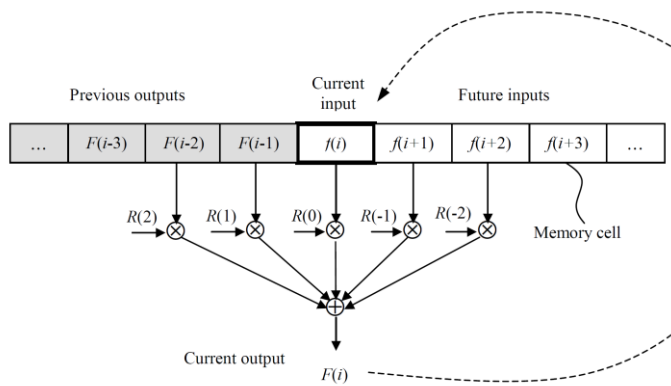 Current
input
Previous outputs
Future inputs
... F(i-3) F(i-2) F(i-1) f(i) f(i+1) f(i+2) f(i+3) ...
R(2) R(1) R(0) R(-1) R(-2)
Memory cell
Current output
F(i)